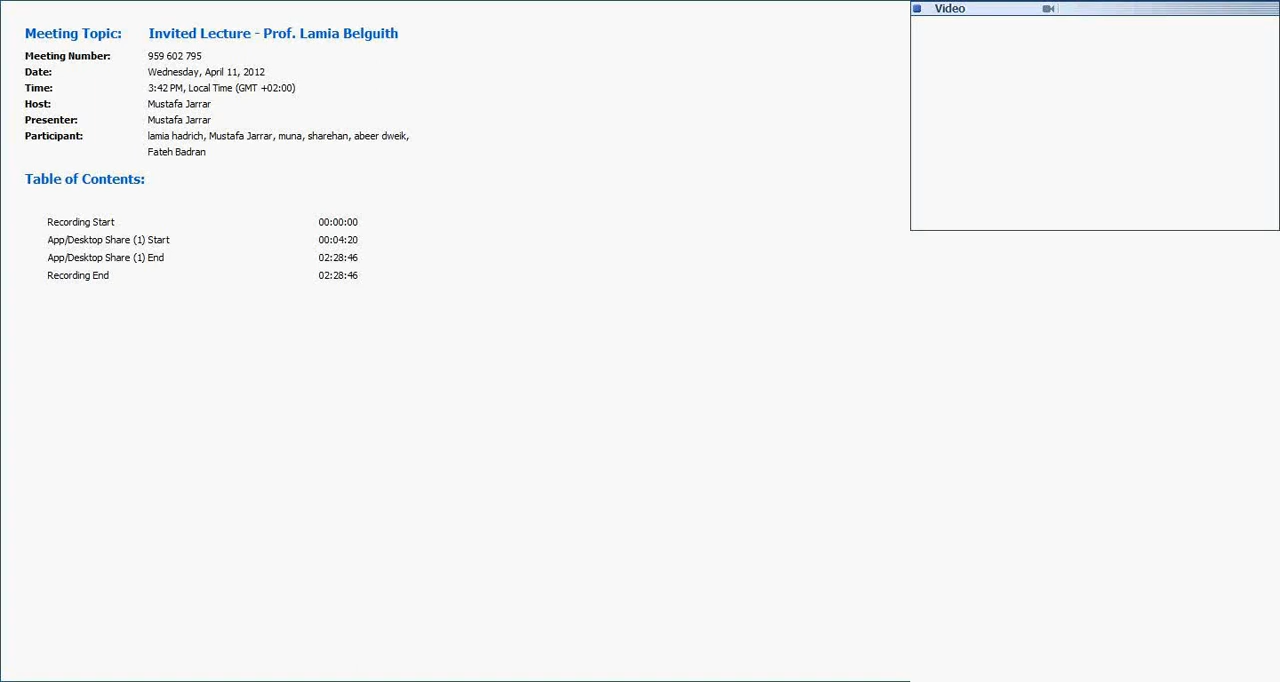 Video
Meeting Topic: Invited Lecture - Prof. Lamia Belguith
Meeting Number: 959 602 795
Date: Wednesday, April 11, 2012
Time: 3:42 PM, Local Time (GMT +02:00)
Host: Mustafa Jarrar
Presenter: Mustafa Jarrar
Participant: lamia hadrich, Mustafa Jarrar, muna, sharehan, abeer dweik,
Fateh Badran
Table of Contents:
Recording Start 00:00:00
App/Desktop Share (1) Start 00:04:20
App/Desktop Share (1) End 02:28:46
Recording End 02:28:46